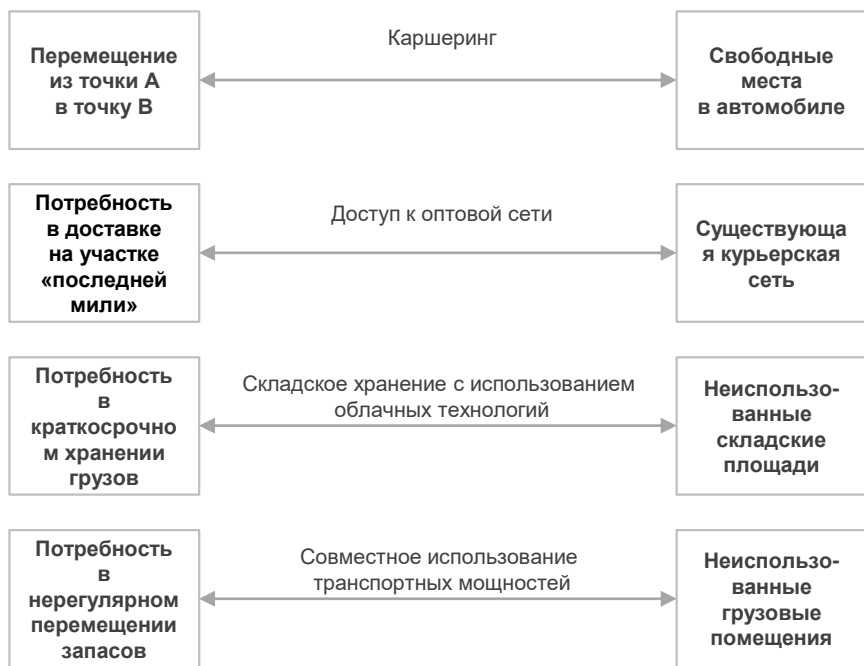 Перемещение
из точки А
в точку В
Каршеринг
Свободные
места
в автомобиле
Потребность
в доставке
на участке
«последней
мили»
Доступ к оптовой сети
Существующа
я курьерская
сеть
Потребность
в
краткосрочно
м хранении
грузов
Складское хранение с использованием
облачных технологий
Неиспользо-
ванные
складские
площади
Потребность
в
нерегулярном
перемещении
запасов
Совместное использование
транспортных мощностей
Неиспользо-
ванные
грузовые
помещения